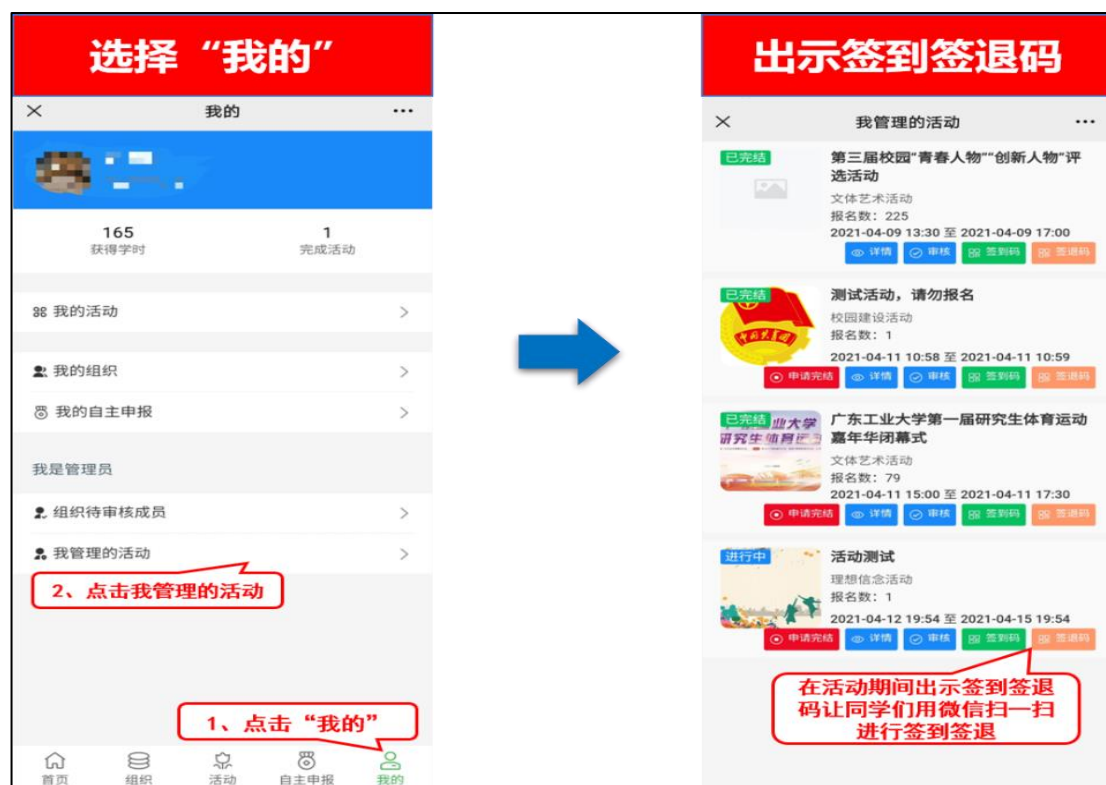 选择“我的”
我的
165
获得学时
1
完成活动
我的活动
我的组织
我的自主申报
我是管理员
组织待审核成员
我管理的活动
2、点击我管理的活动
1、点击“我的”
首页
组织
活动
自主申报
我的
出示签到签退码
我管理的活动
已完结
第三届校园"青春人物""创新人物"评
选活动
文体艺术活动
报名数：225
2021-04-09 13:30 至 2021-04-09 17:00
详情
审核
签到码
签退码
已完结
测试活动，请勿报名
校园建设活动
报名数：1
2021-04-11 10:58 至 2021-04-11 10:59
申请完结
详情
审核
签到码
签退码
已完结
广东工业大学第一届研究生体育运动
嘉年华闭幕式
文体艺术活动
报名数：79
2021-04-11 15:00 至 2021-04-11 17:30
申请完结
详情
审核
签到码
签退码
进行中
活动测试
理想信念活动
报名数：1
2021-04-12 19:54 至 2021-04-15 19:54
申请完结
详情
审核
签到码
签退码
在活动期间出示签到签退
码让同学们用微信扫一扫
进行签到签退